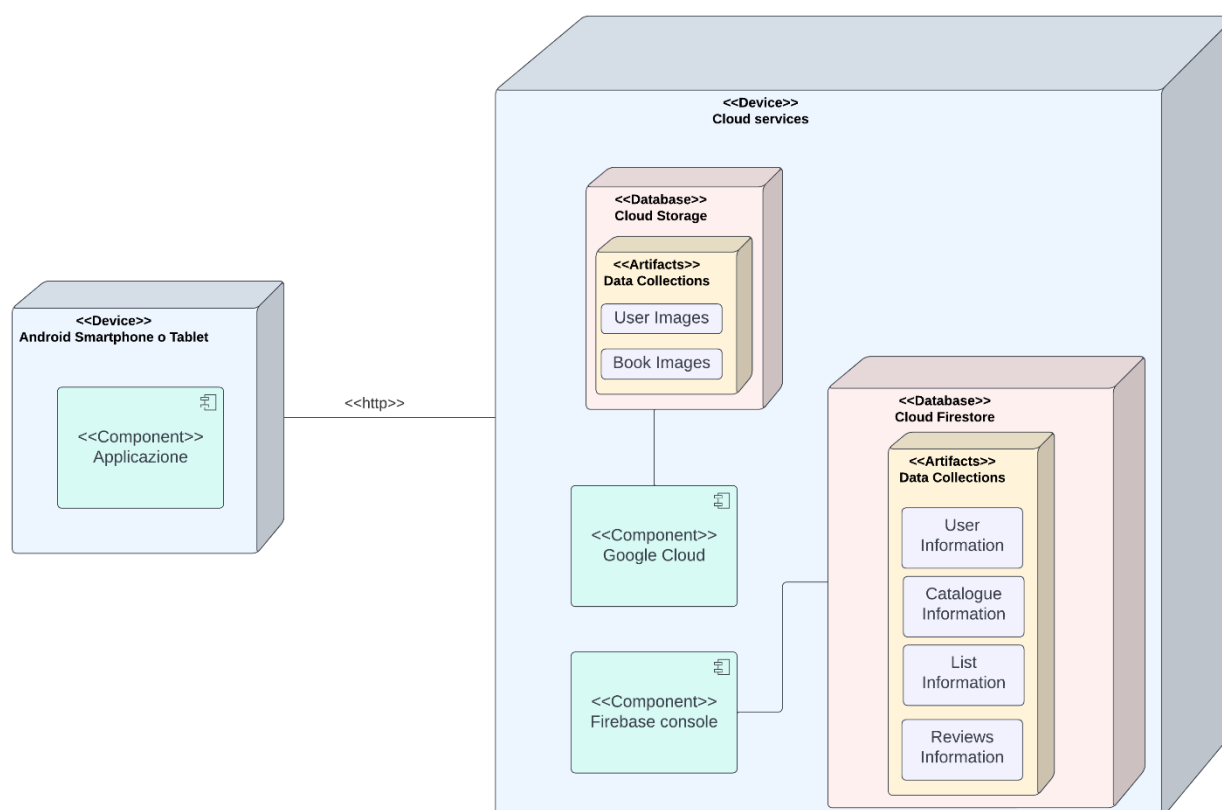 <<Device>>
Cloud services
<<Database>>
Cloud Storage
<<Artifacts>>
Data Collections
User Images
Book Images
<<Device>>
Android Smartphone o Tablet
<<Component>>
Applicazione
<<http>>
<<Database>>
Cloud Firestore
<<Artifacts>>
Data Collections
User
Information
Catalogue
Information
List
Information
Reviews
Information
<<Component>>
Google Cloud
<<Component>>
Firebase console